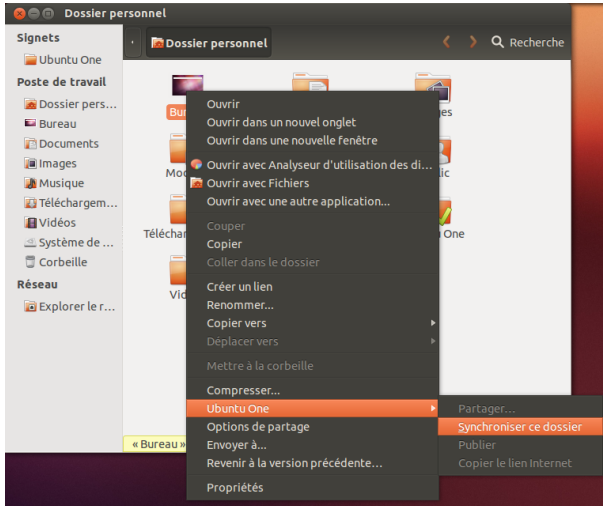 Dossier personnel
Signets
Ubuntu One
Poste de travail
Dossier pers...
Bureau
Documents
Images
Musique
Téléchargem...
Vidéos
Système de ...
Corbeille
Réseau
Explorer le r...
Dossier personnel
Recherche
Ouvrir
Ouvrir dans un nouvel onglet
Ouvrir dans une nouvelle fenêtre
Ouvrir avec Analyseur d'utilisation des di...
Ouvrir avec Fichiers
Ouvrir avec une autre application...
Couper
Copier
Coller dans le dossier
Créer un lien
Renommer...
Copier vers
Déplacer vers
Mettre à la corbeille
Compresser...
Ubuntu One
Options de partage
Envoyer à...
Revenir à la version précédente...
Propriétés
Partager...
Synchroniser ce dossier
Publier
Copier le lien Internet
« Bureau »